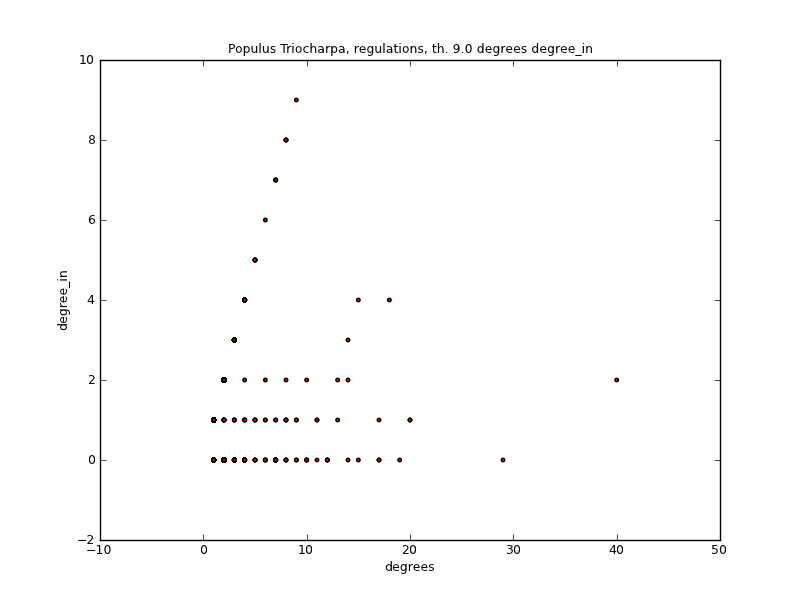 Populus Triocharpa, regulations, th. 9.0 degrees degree_in
10
8
6
4
2
0
−2
degree_in
−10 0 10 20 30 40 50
degrees